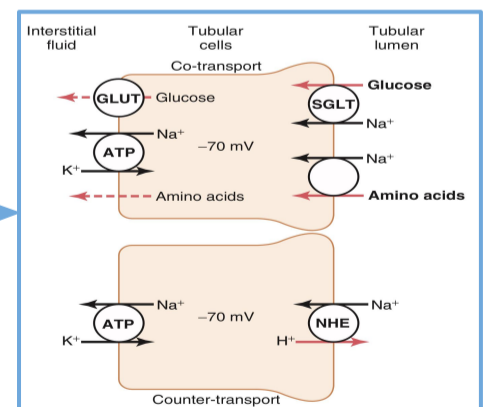 Interstitial fluid
Tubular cells
Tubular lumen
Co-transport
GLUT
Glucose
Na⁺
ATP
K⁺
–70 mV
Amino acids
Glucose
SGLT
Na⁺
Na⁺
Amino acids
Na⁺
ATP
K⁺
–70 mV
Na⁺
NHE
H⁺
Counter-transport